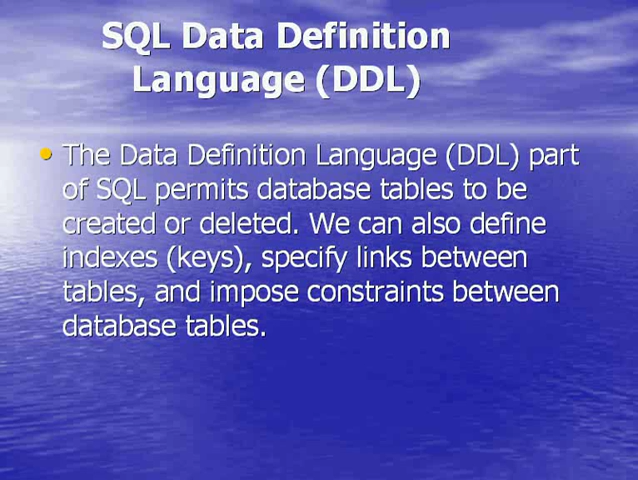 SQL Data Definition
Language (DDL)
• The Data Definition Language (DDL) part
of SQL permits database tables to be
created or deleted. We can also define
indexes (keys), specify links between
tables, and impose constraints between
database tables.